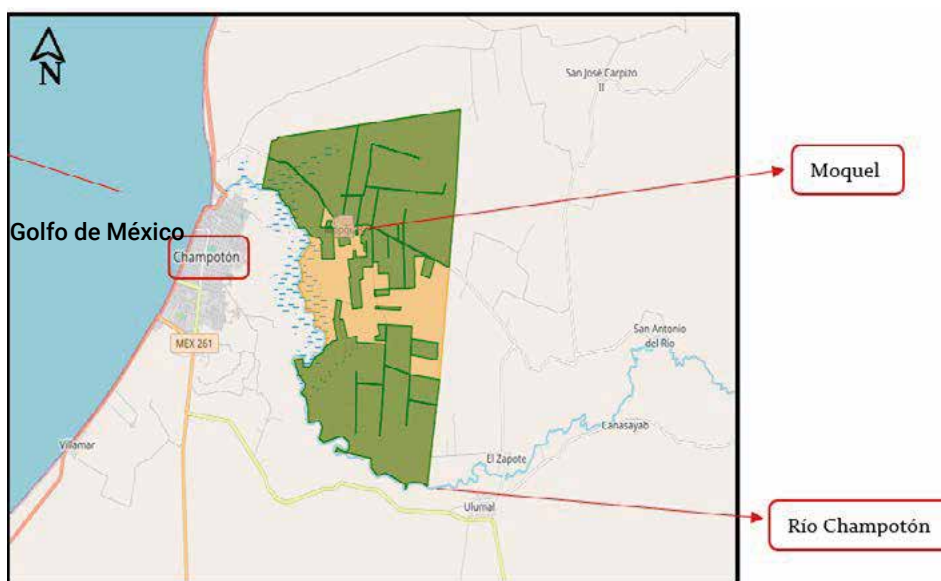 N
San José Carpizo
II
Moquel
Golfo de México
Champotón
San Antonio
del Río
MEX 261
Canasayab
Villamar
El Zapote
Ulumal
Río Champotón